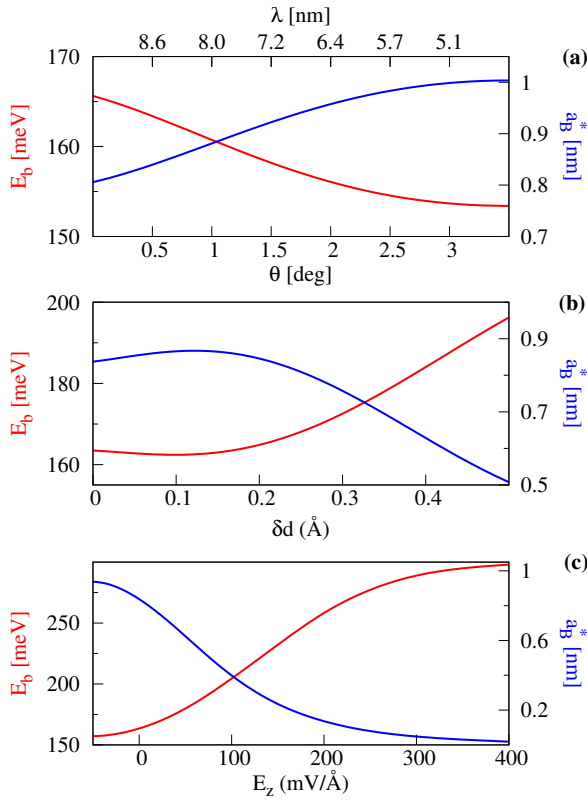 λ [nm]
8.6 8.0 7.2 6.4 5.7 5.1
(a)
170
160
150
E_b [meV]
1
0.9
0.8
0.7
a_B^* [nm]
0.5 1 1.5 2 2.5 3
θ [deg]
(b)
200
180
160
E_b [meV]
0.9
0.7
0.5
a_B^* [nm]
0 0.1 0.2 0.3 0.4
δd (Å)
(c)
250
200
150
E_b [meV]
1
0.6
0.2
a_B^* [nm]
0 100 200 300 400
E_z (mV/Å)